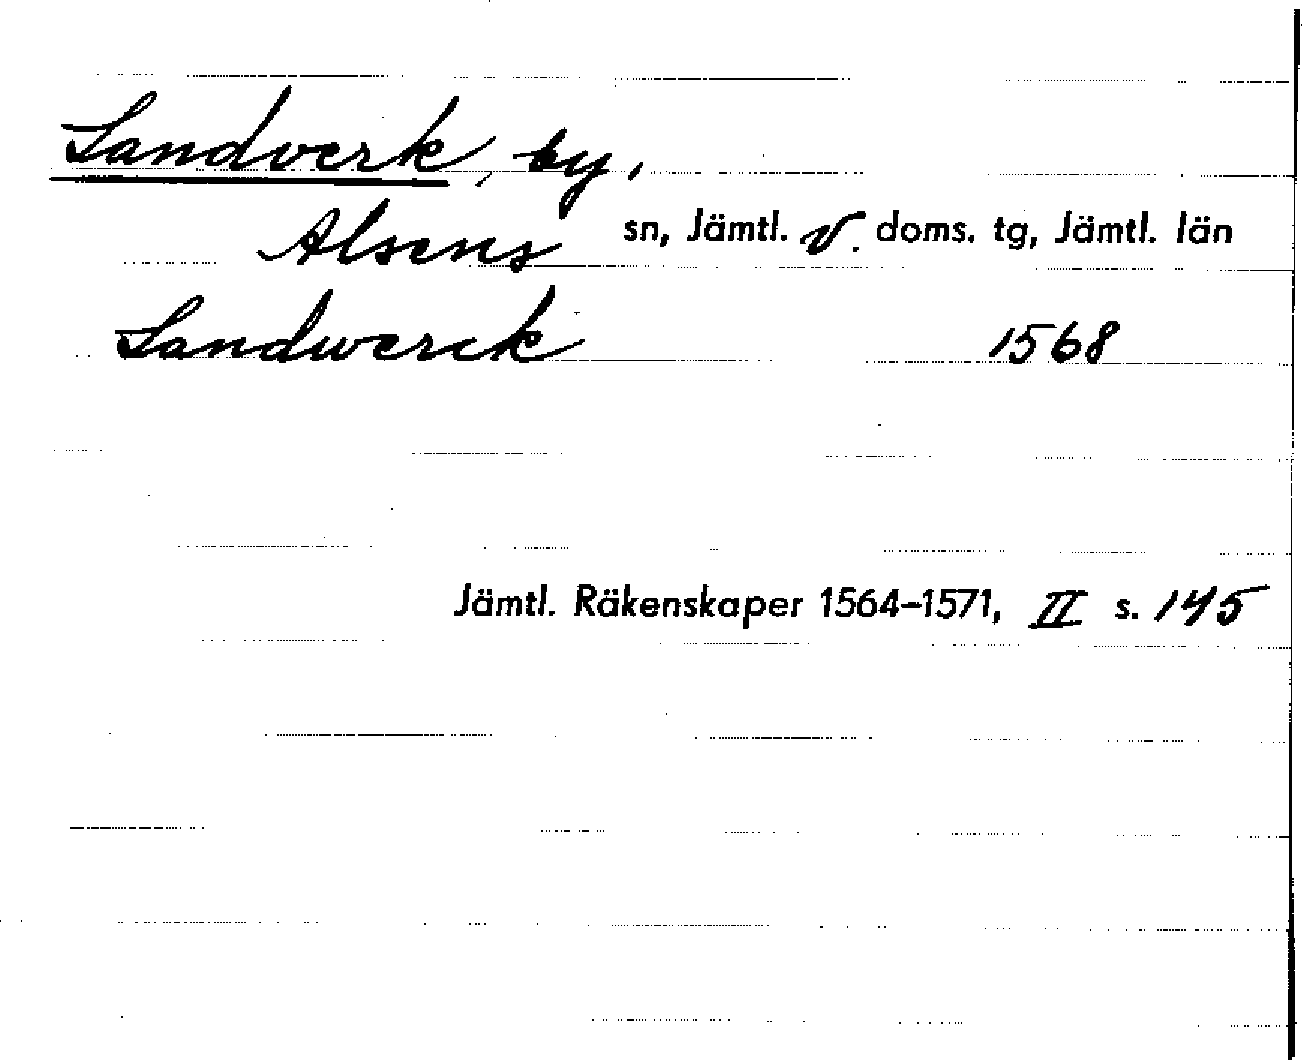 Landverk, by,
Alsens sn, Jämtl. v. doms. tg, Jämtl. län
Landwerck 1568
Jämtl. Räkenskaper 1564–1571, II s. 145